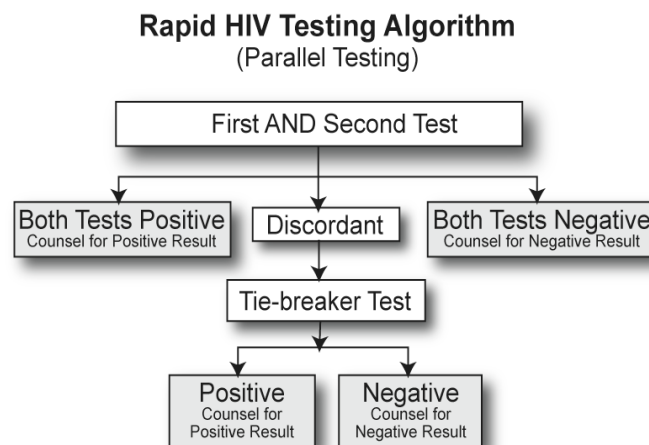 Rapid HIV Testing Algorithm
(Parallel Testing)
First AND Second Test
Both Tests Positive
Counsel for Positive Result
Discordant
Both Tests Negative
Counsel for Negative Result
Tie-breaker Test
Positive
Counsel for
Positive Result
Negative
Counsel for
Negative Result